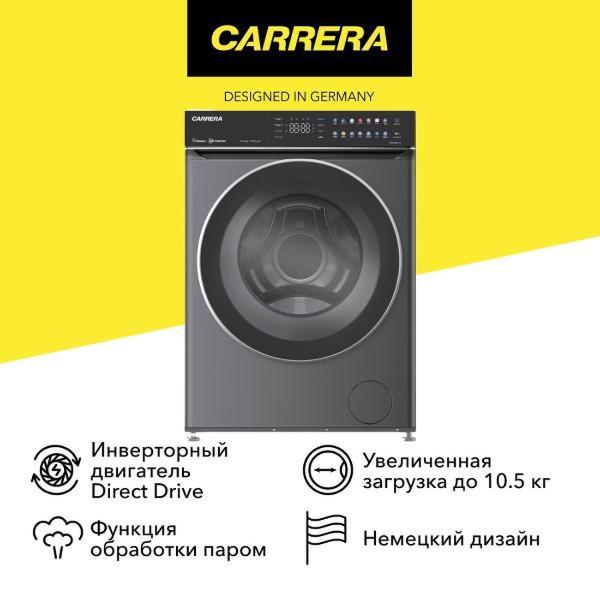 CARRERA
DESIGNED IN GERMANY
CARRERA
Инверторный
двигатель
Direct Drive
Увеличенная
загрузка до 10.5 кг
Функция
обработки паром
Немецкий дизайн